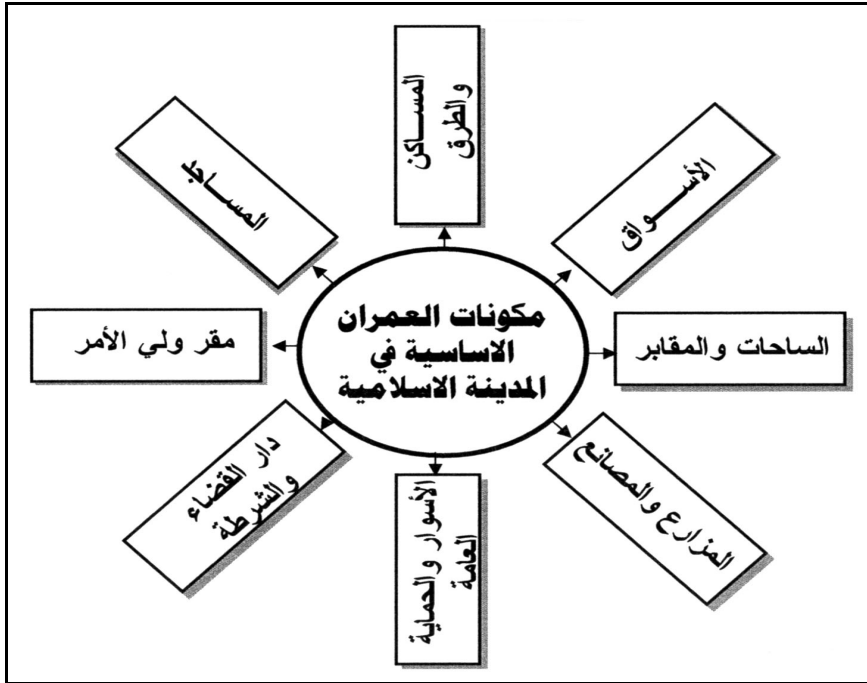 مكونات العمران
الاساسية في
المدينة الاسلامية
المساكن
والطرق
الأسواق
الساحات والمقابر
المزارع والمصانع
الأسوار والحماية
العامة
دار القضاء
والشرطة
مقر ولي الأمر
المساجد